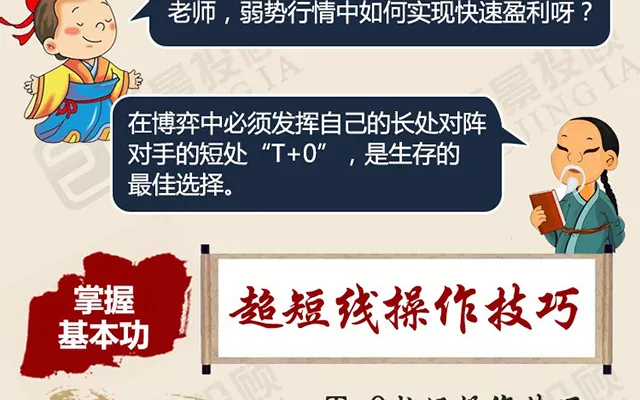 老师，弱势行情中如何实现快速盈利呀？
在博弈中必须发挥自己的长处对阵
对手的短处“T+0”，是生存的
最佳选择。
掌握
基本功
超短线操作技巧